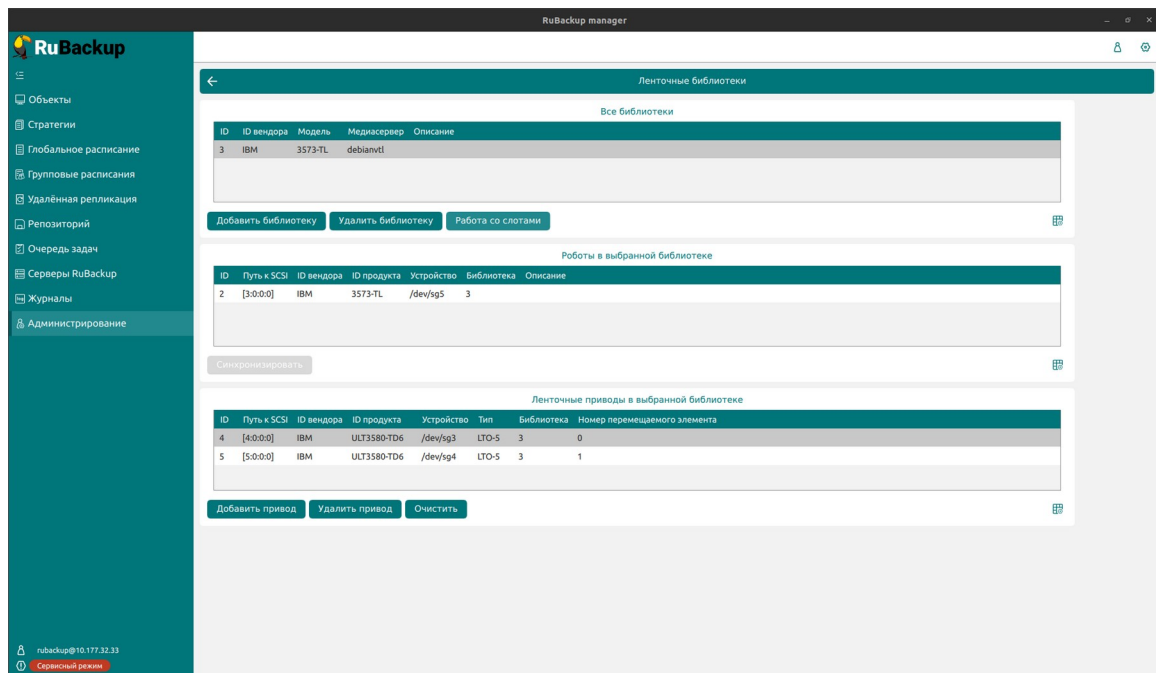 RuBackup manager
RuBackup
Объекты
Стратегии
Глобальное расписание
Групповые расписания
Удалённая репликация
Репозиторий
Очередь задач
Серверы RuBackup
Журналы
Администрирование
rubackup@10.177.32.33
Сервисный режим
Ленточные библиотеки
Все библиотеки
ID ID вендора Модель Медиасервер Описание
3 IBM 3573-TL debianvtl
Добавить библиотеку Удалить библиотеку Работа со слотами
Роботы в выбранной библиотеке
ID Путь к SCSI ID вендора ID продукта Устройство Библиотека Описание
2 [3:0:0:0] IBM 3573-TL /dev/sg5 3
Синхронизировать
Ленточные приводы в выбранной библиотеке
ID Путь к SCSI ID вендора ID продукта Устройство Тип Библиотека Номер перемещаемого элемента
4 [4:0:0:0] IBM ULT3580-TD6 /dev/sg3 LTO-5 3 0
5 [5:0:0:0] IBM ULT3580-TD6 /dev/sg4 LTO-5 3 1
Добавить привод Удалить привод Очистить